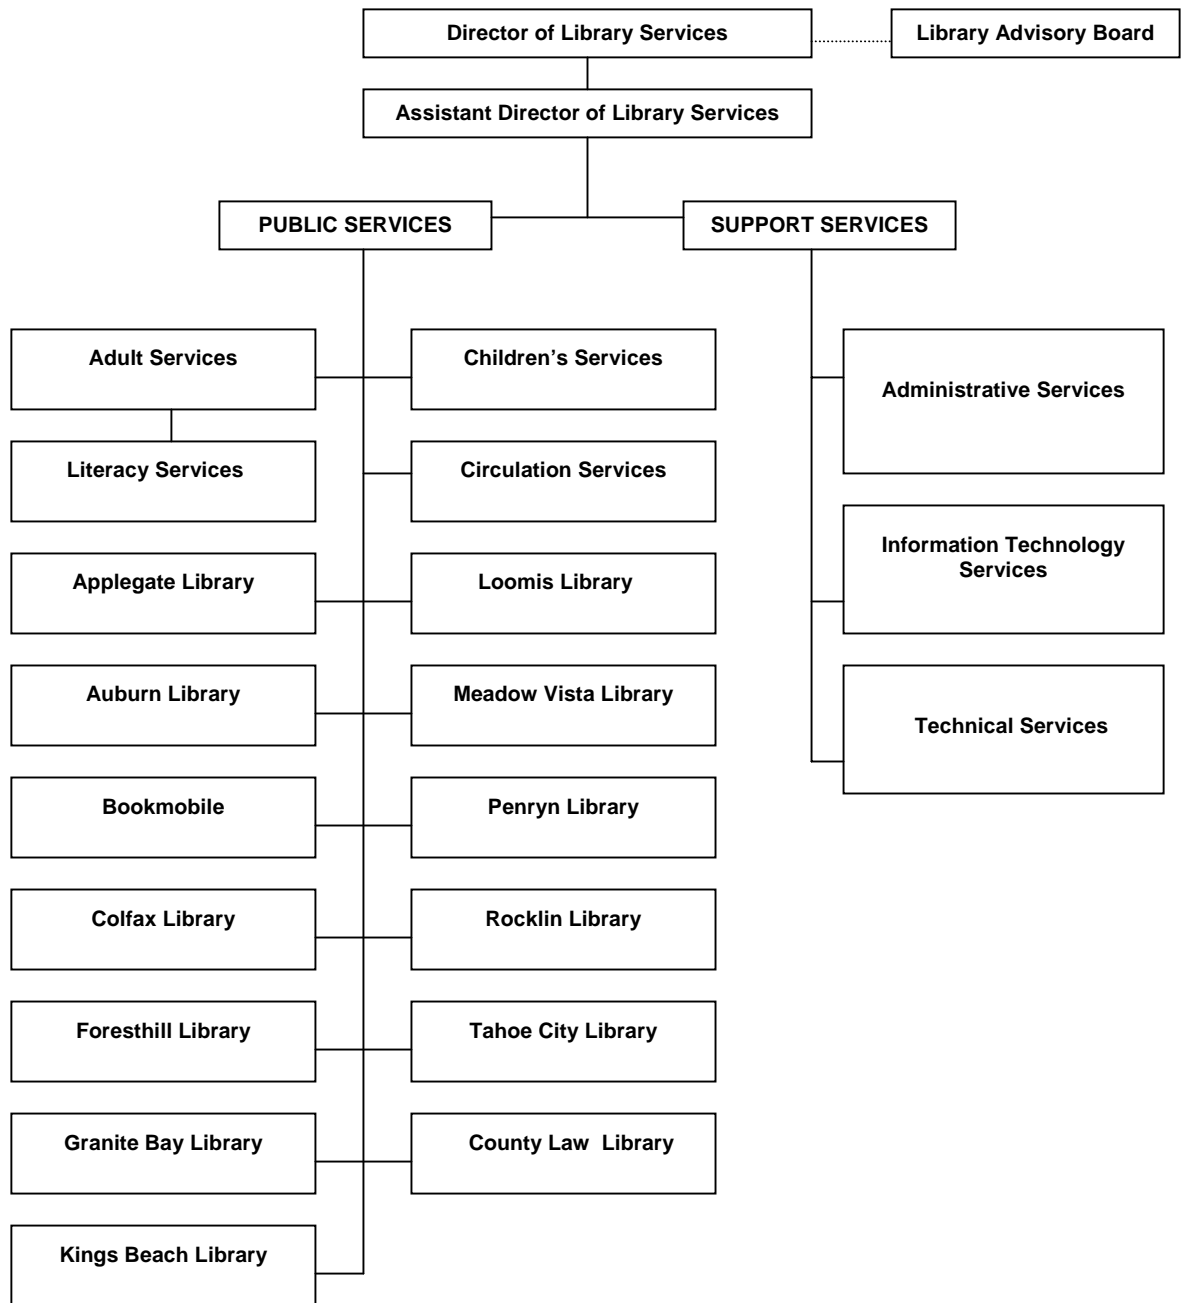 Director of Library Services
Library Advisory Board
Assistant Director of Library Services
PUBLIC SERVICES
SUPPORT SERVICES
Adult Services
Children’s Services
Administrative Services
Literacy Services
Circulation Services
Information Technology
Services
Applegate Library
Loomis Library
Auburn Library
Meadow Vista Library
Technical Services
Bookmobile
Penryn Library
Colfax Library
Rocklin Library
Foresthill Library
Tahoe City Library
Granite Bay Library
County Law  Library
Kings Beach Library